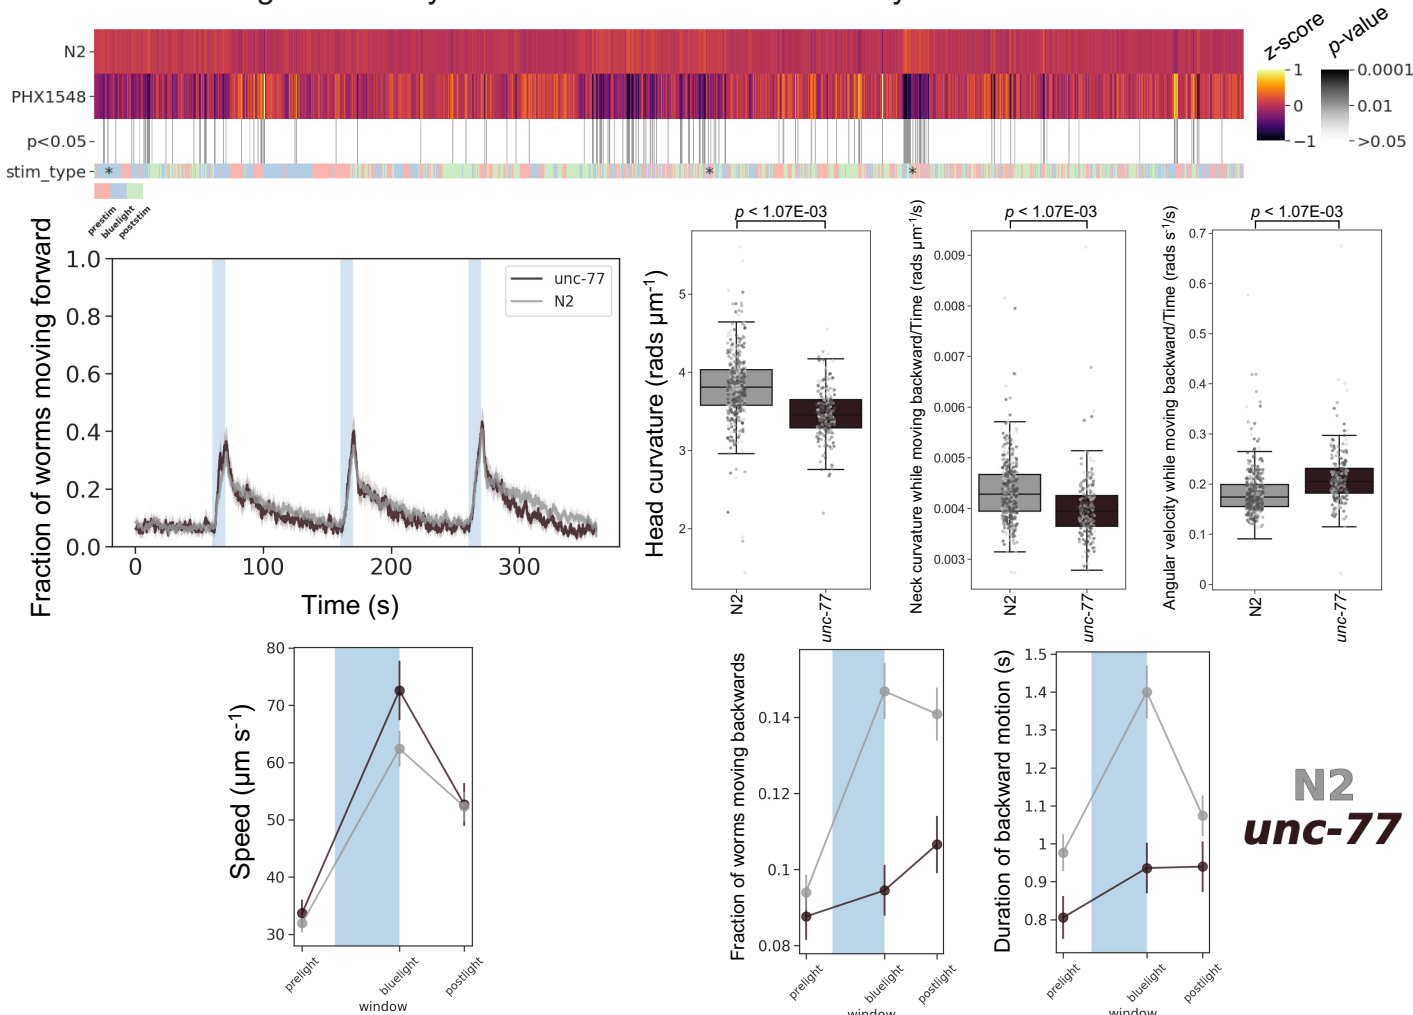 N2
PHX1548
p<0.05
stim_type
*
*
*
prestim
bluelight
poststim
z-score
p-value
1
0
−1
0.0001
0.01
>0.05
Fraction of worms moving forward
1.0
0.8
0.6
0.4
0.2
0.0
0
100
200
300
Time (s)
unc-77
N2
p < 1.07E-03
Head curvature (rads µm-1)
5
4
3
2
N2
unc-77
p < 1.07E-03
Neck curvature while moving backward/Time (rads µm-1/s)
0.009
0.008
0.007
0.006
0.005
0.004
0.003
N2
unc-77
p < 1.07E-03
Angular velocity while moving backward/Time (rads s-1/s)
0.7
0.6
0.5
0.4
0.3
0.2
0.1
0
N2
unc-77
Speed (µm s-1)
80
70
60
50
40
30
prelight
bluelight
postlight
window
Fraction of worms moving backwards
0.14
0.12
0.1
0.08
prelight
bluelight
postlight
window
Duration of backward motion (s)
1.5
1.4
1.3
1.2
1.1
1
0.9
0.8
prelight
bluelight
postlight
window
N2
unc-77